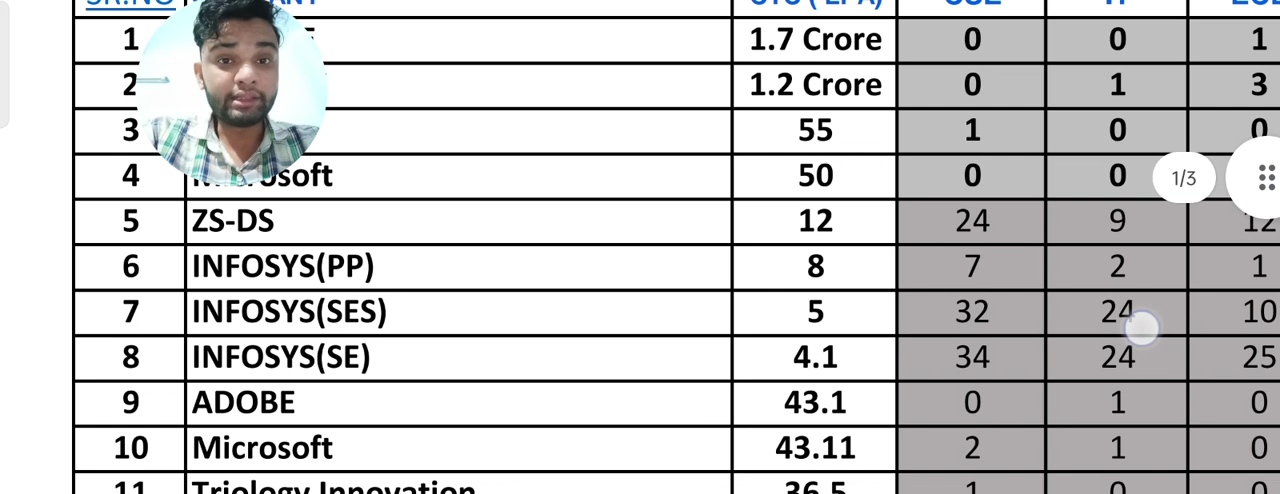 SR.NO ANY CTC ( LPA) CSE IT
1 1.7 Crore 0 0 1
2 1.2 Crore 0 1 3
3 55 1 0 0
4 Microsoft 50 0 0
1/3
5 ZS-DS 12 24 9 12
6 INFOSYS(PP) 8 7 2 1
7 INFOSYS(SES) 5 32 24 10
8 INFOSYS(SE) 4.1 34 24 25
9 ADOBE 43.1 0 1 0
10 Microsoft 43.11 2 1 0
11 Triology Innovation 36.5 1 0 0